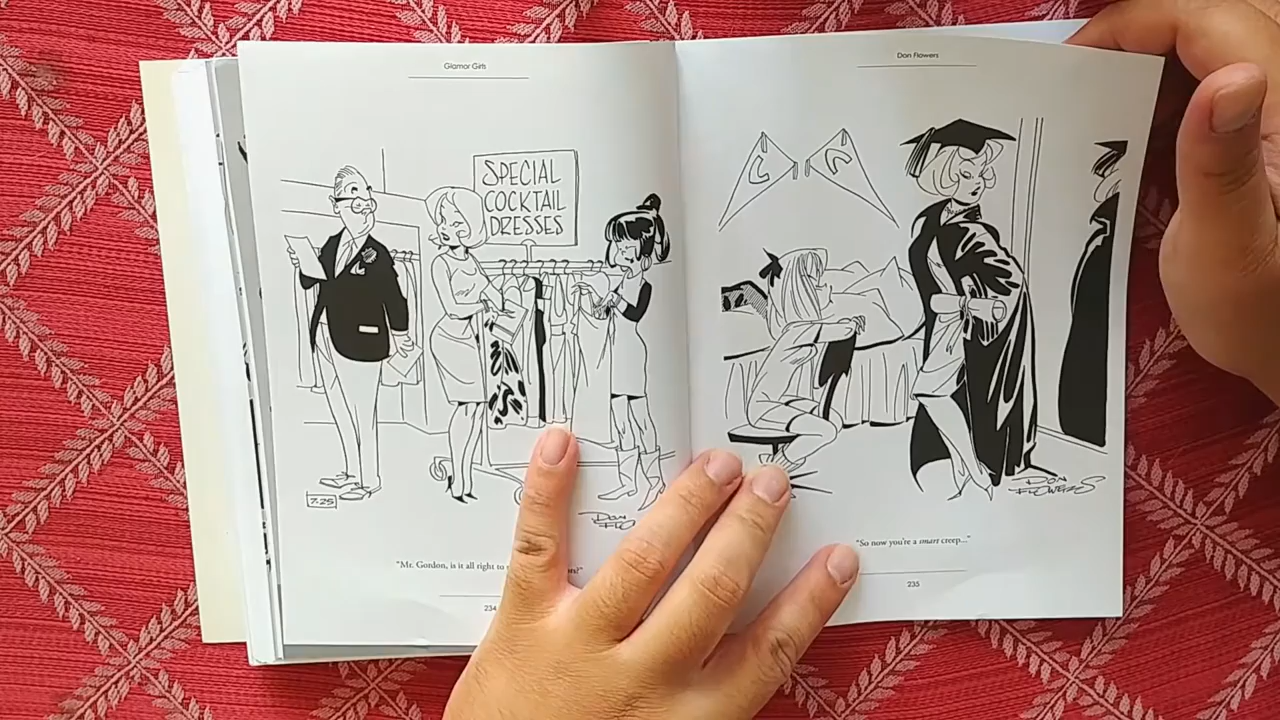 Glamor Girls
SPECIAL
COCKTAIL
DRESSES
7.25
DON
FLO
"Mr. Gordon, is it all right to
234
Don Flowers
C C
DON
FLOWERS
"So now you're a smart creep..."
235